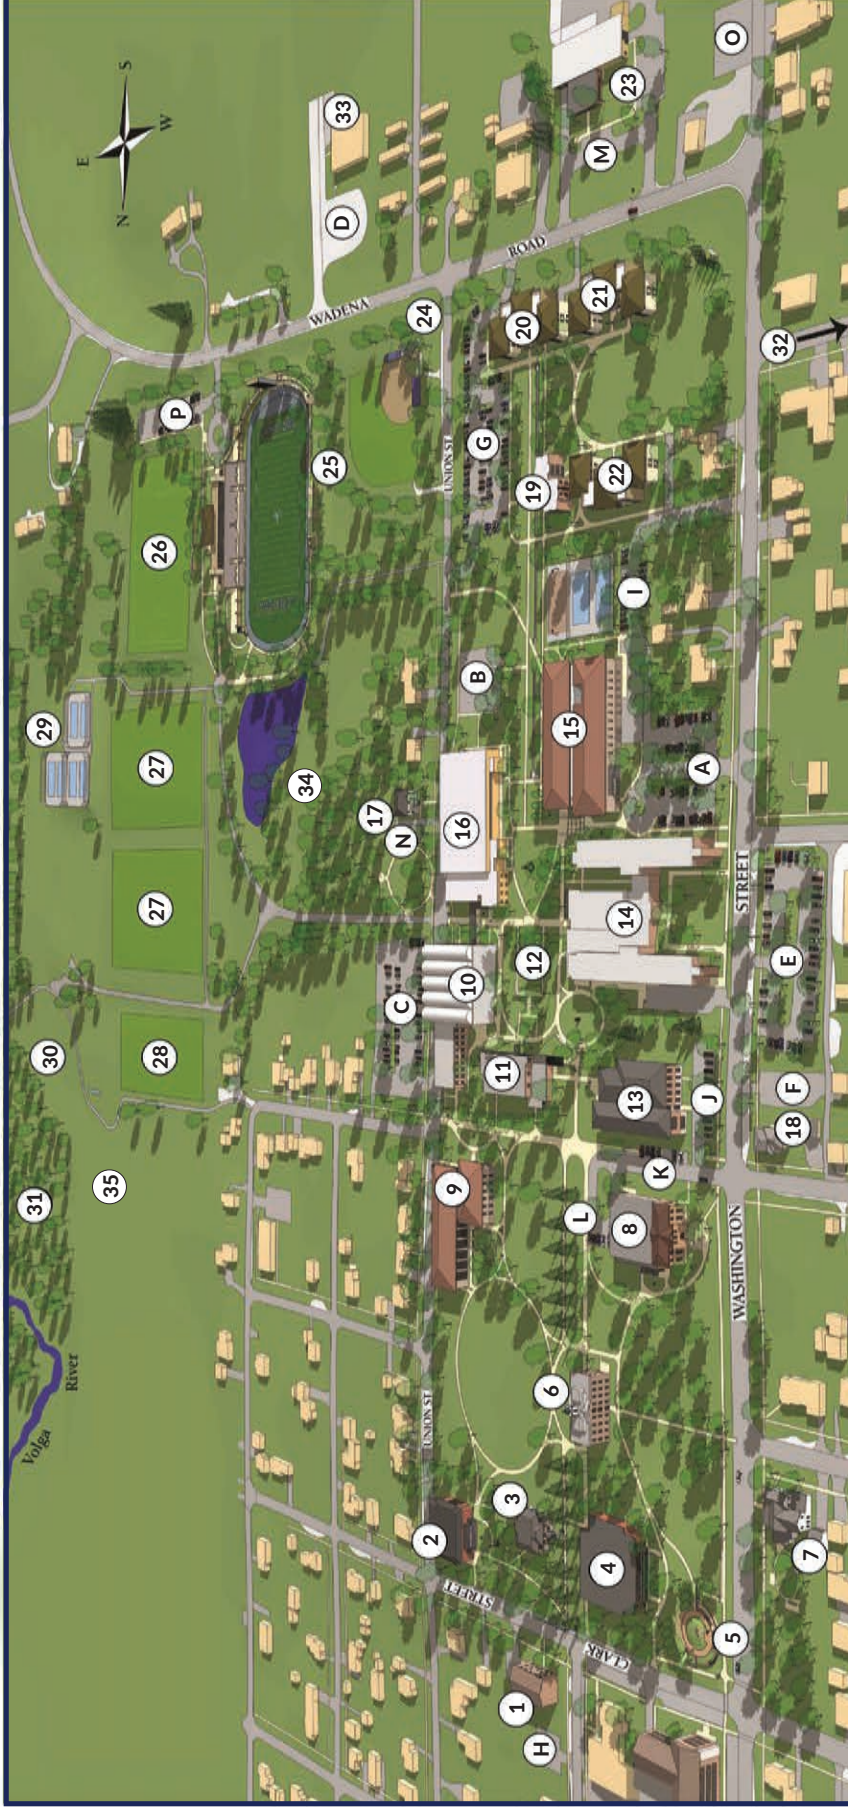 S
E
W
N
O
23
M
33
D
ROAD
WADENA
24
20
21
32
P
25
UNION ST
G
26
19
22
I
29
B
15
27
34
17
N
16
A
27
14
STREET
12
E
C
10
30
28
11
13
J
F
18
31
35
9
K
L
8
WASHINGTON
Volga
River
6
UNION ST
3
2
4
7
STREET
5
CLARK
1
H